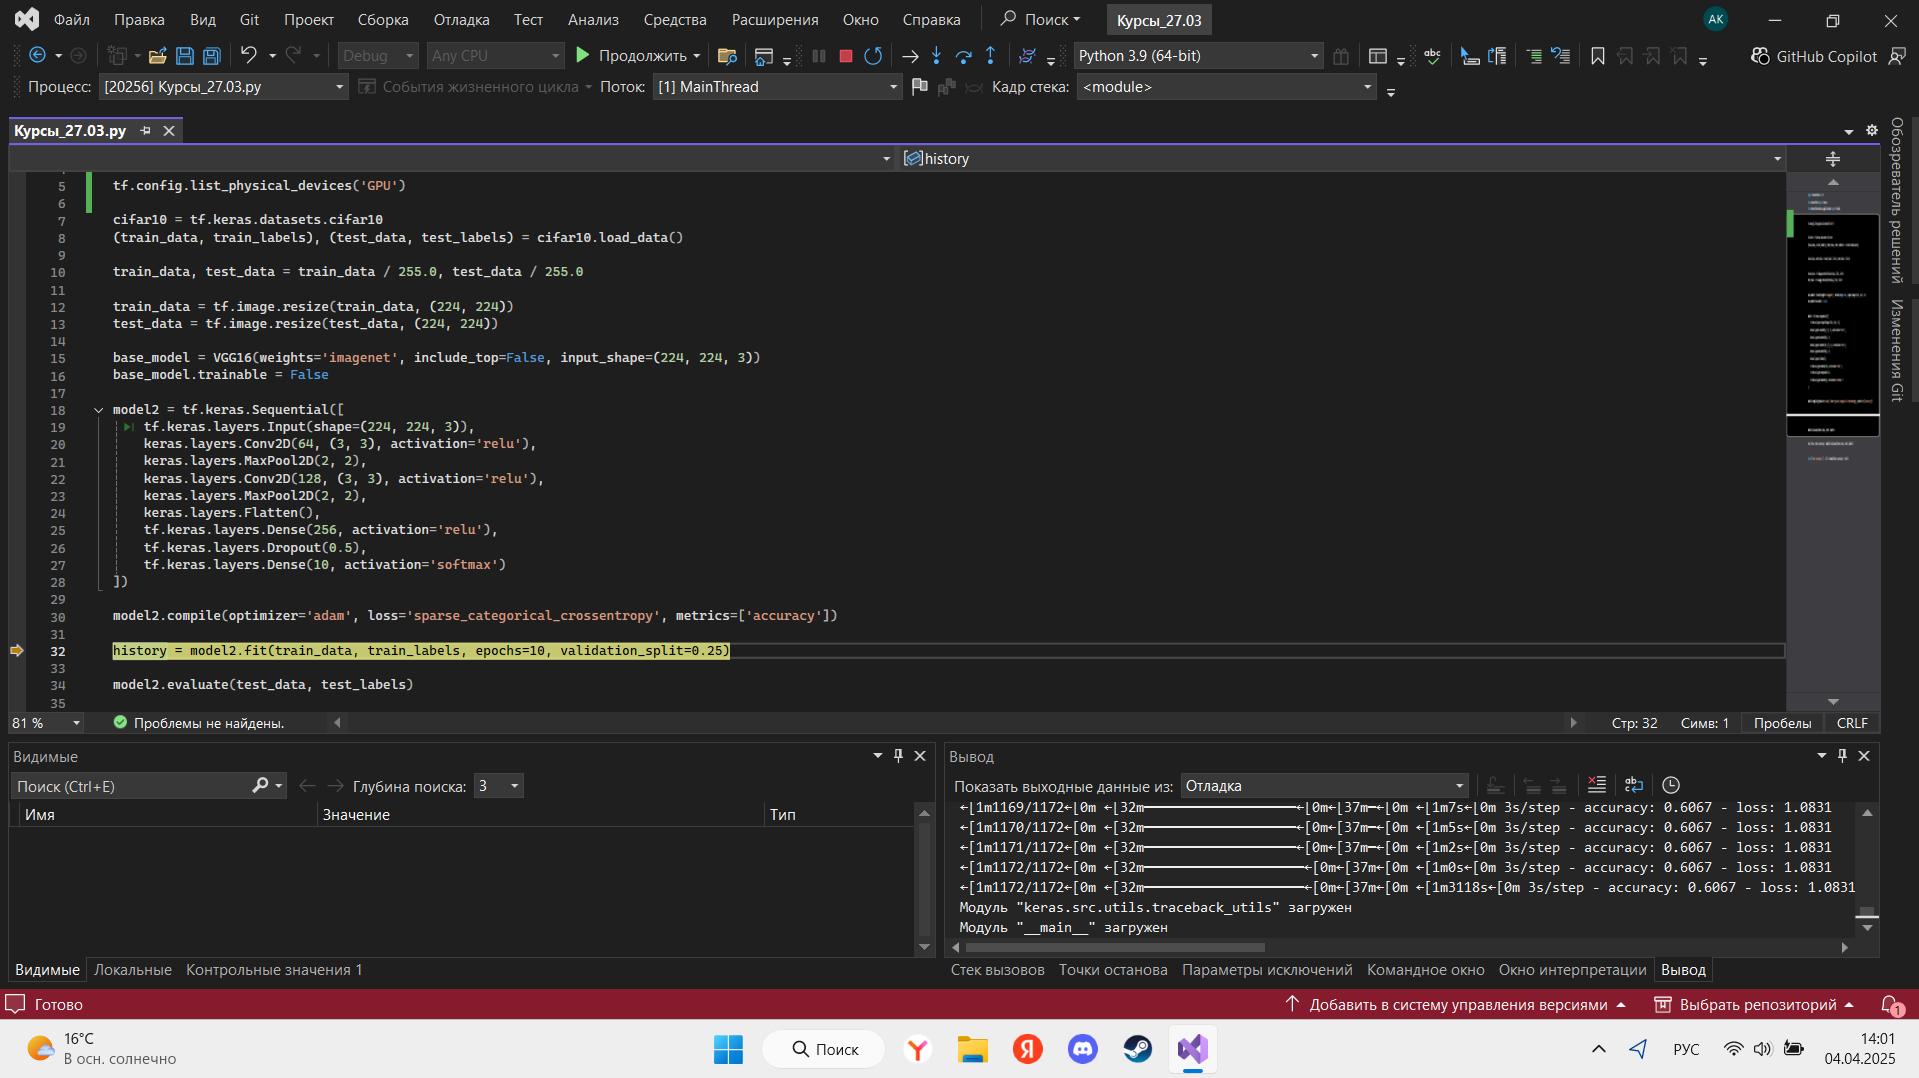 Файл Правка Вид Git Проект Сборка Отладка Тест Анализ Средства Расширения Окно Справка Поиск Курсы_27.03 AK
Debug Any CPU Продолжить Python 3.9 (64-bit) abc GitHub Copilot
Процесс: [20256] Курсы_27.03.py События жизненного цикла Поток: [1] MainThread Кадр стека: <module>
Курсы_27.03.py
history
5 tf.config.list_physical_devices('GPU')
6
7 cifar10 = tf.keras.datasets.cifar10
8 (train_data, train_labels), (test_data, test_labels) = cifar10.load_data()
9
10 train_data, test_data = train_data / 255.0, test_data / 255.0
11
12 train_data = tf.image.resize(train_data, (224, 224))
13 test_data = tf.image.resize(test_data, (224, 224))
14
15 base_model = VGG16(weights='imagenet', include_top=False, input_shape=(224, 224, 3))
16 base_model.trainable = False
17
18 model2 = tf.keras.Sequential([
19 tf.keras.layers.Input(shape=(224, 224, 3)),
20 keras.layers.Conv2D(64, (3, 3), activation='relu'),
21 keras.layers.MaxPool2D(2, 2),
22 keras.layers.Conv2D(128, (3, 3), activation='relu'),
23 keras.layers.MaxPool2D(2, 2),
24 keras.layers.Flatten(),
25 tf.keras.layers.Dense(256, activation='relu'),
26 tf.keras.layers.Dropout(0.5),
27 tf.keras.layers.Dense(10, activation='softmax')
28 ])
29
30 model2.compile(optimizer='adam', loss='sparse_categorical_crossentropy', metrics=['accuracy'])
31
32 history = model2.fit(train_data, train_labels, epochs=10, validation_split=0.25)
33
34 model2.evaluate(test_data, test_labels)
35
Обозреватель решений
Изменения Git
81 % Проблемы не найдены. Стр: 32 Симв: 1 Пробелы CRLF
Видимые
Поиск (Ctrl+E) Глубина поиска: 3
Имя Значение Тип
Видимые Локальные Контрольные значения 1
Вывод
Показать выходные данные из: Отладка
←[1m1169/1172←[0m ←[32m━━━━━━━━━━━━━━━━━━━←[0m←[37m━←[0m ←[1m7s←[0m 3s/step - accuracy: 0.6067 - loss: 1.0831
←[1m1170/1172←[0m ←[32m━━━━━━━━━━━━━━━━━━━←[0m←[37m━←[0m ←[1m5s←[0m 3s/step - accuracy: 0.6067 - loss: 1.0831
←[1m1171/1172←[0m ←[32m━━━━━━━━━━━━━━━━━━━←[0m←[37m━←[0m ←[1m2s←[0m 3s/step - accuracy: 0.6067 - loss: 1.0831
←[1m1172/1172←[0m ←[32m━━━━━━━━━━━━━━━━━━━━←[0m←[37m←[0m ←[1m0s←[0m 3s/step - accuracy: 0.6067 - loss: 1.0831
←[1m1172/1172←[0m ←[32m━━━━━━━━━━━━━━━━━━━━←[0m←[37m←[0m ←[1m3118s←[0m 3s/step - accuracy: 0.6067 - loss: 1.0831
Модуль "keras.src.utils.traceback_utils" загружен
Модуль "__main__" загружен
Стек вызовов Точки останова Параметры исключений Командное окно Окно интерпретации Вывод
Готово Добавить в систему управления версиями Выбрать репозиторий 1
16°C
В осн. солнечно
Поиск
РУС
14:01
04.04.2025